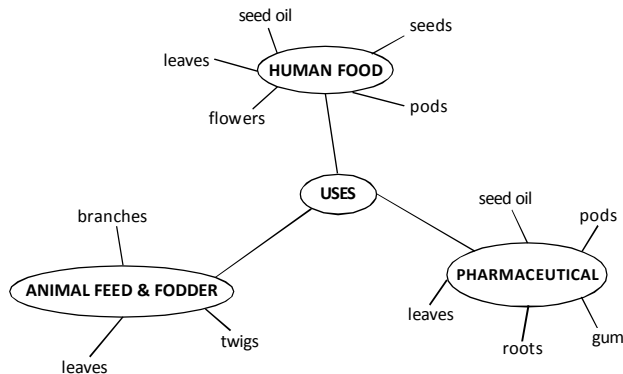 seed oil
seeds
leaves
HUMAN FOOD
flowers
pods
USES
branches
seed oil
pods
ANIMAL FEED & FODDER
PHARMACEUTICAL
leaves
twigs
leaves
roots
gum